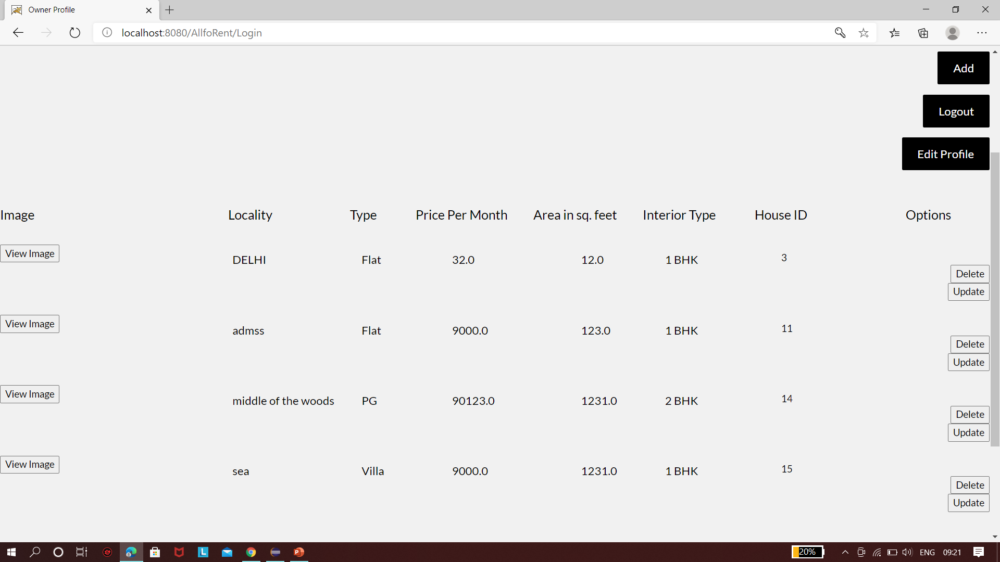 Owner Profile
localhost:8080/AllfoRent/Login
Add
Logout
Edit Profile
Image Locality Type Price Per Month Area in sq. feet Interior Type House ID Options
View Image DELHI Flat 32.0 12.0 1 BHK 3
Delete
Update
View Image admss Flat 9000.0 123.0 1 BHK 11
Delete
Update
View Image middle of the woods PG 90123.0 1231.0 2 BHK 14
Delete
Update
View Image sea Villa 9000.0 1231.0 1 BHK 15
Delete
Update
L P 20% ENG 09:21